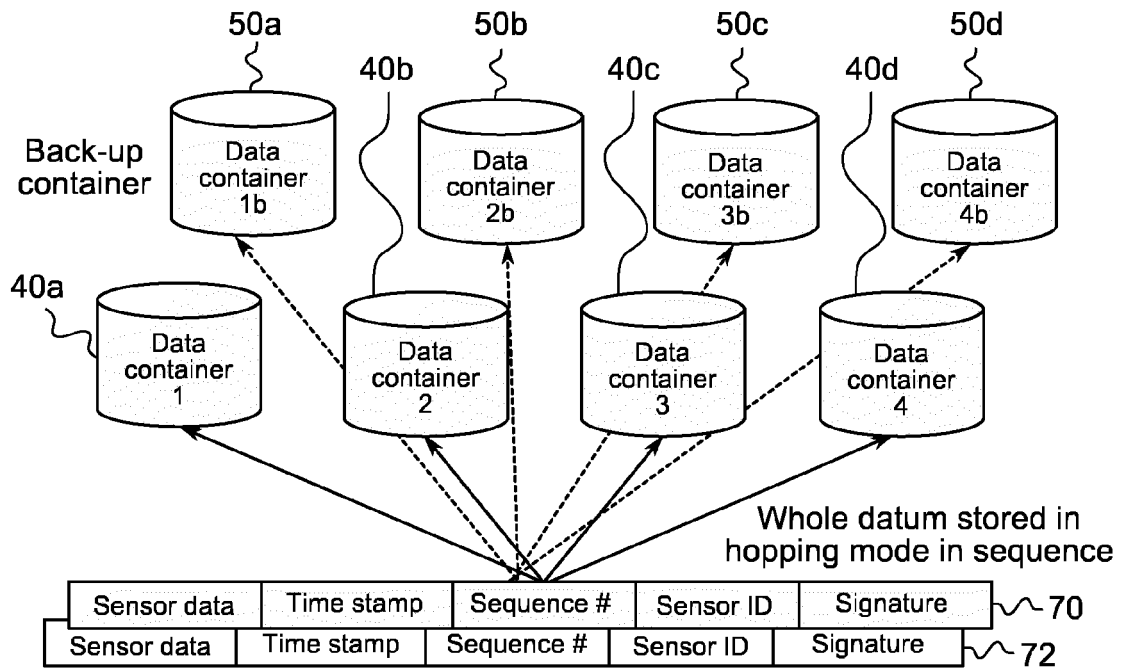 50a
50b
50c
50d
40b
40c
40d
Back-up
container
Data
container
1b
Data
container
2b
Data
container
3b
Data
container
4b
40a
Data
container
1
Data
container
2
Data
container
3
Data
container
4
Whole datum stored in
hopping mode in sequence
Sensor data Time stamp Sequence # Sensor ID Signature 70
Sensor data Time stamp Sequence # Sensor ID Signature 72